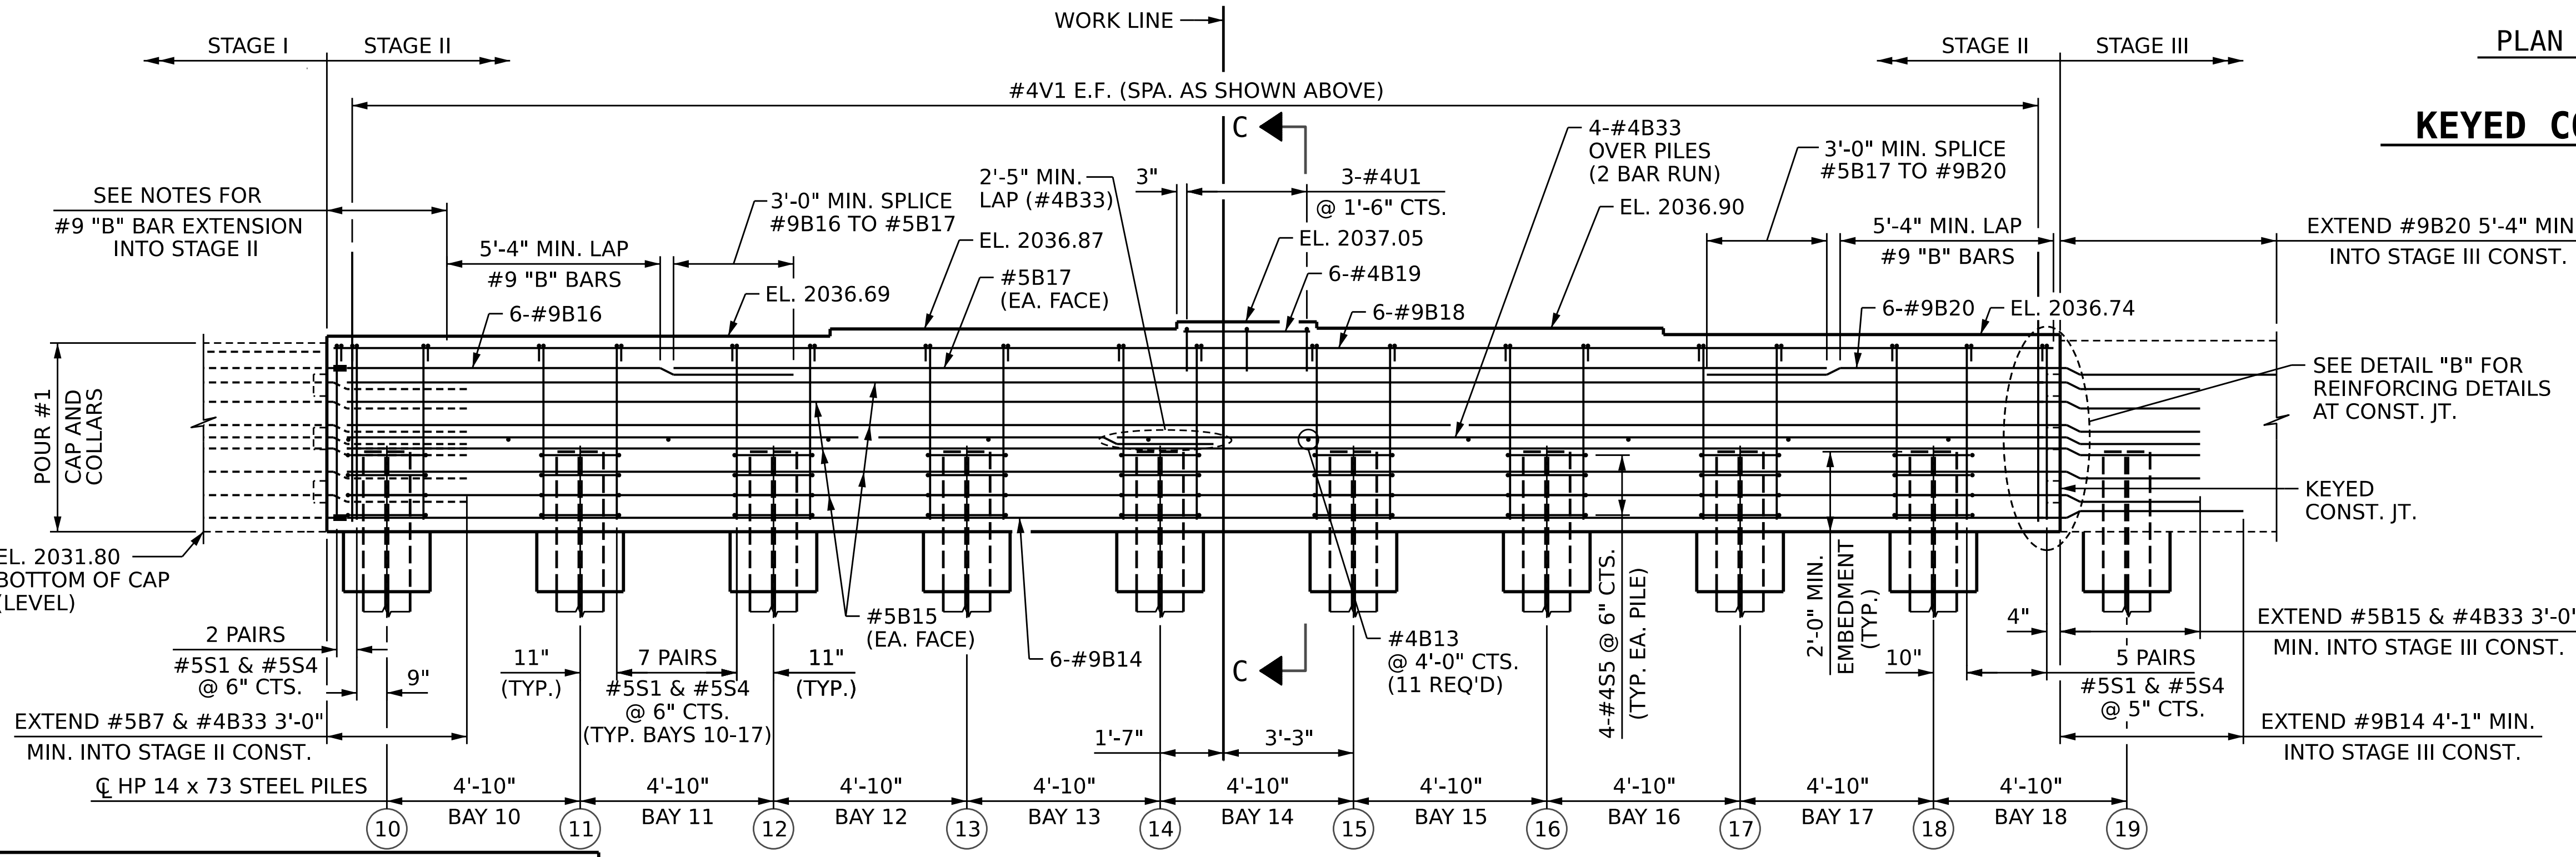 WORK LINE
PLAN
STAGE I
STAGE II
STAGE II
STAGE III
#4V1 E.F. (SPA. AS SHOWN ABOVE)
KEYED
C
4-#4B33
OVER PILES
(2 BAR RUN)
3'-0" MIN. SPLICE
#5B17 TO #9B20
SEE NOTES FOR
#9 "B" BAR EXTENSION
INTO STAGE II
3'-0" MIN. SPLICE
#9B16 TO #5B17
2'-5" MIN.
LAP (#4B33)
3"
3-#4U1
@ 1'-6" CTS.
EL. 2036.90
5'-4" MIN. LAP
#9 "B" BARS
EL. 2036.87
EL. 2037.05
5'-4" MIN. LAP
#9 "B" BARS
EXTEND #9B20 5'-4" MIN
INTO STAGE III CONST.
#5B17
(EA. FACE)
6-#4B19
EL. 2036.69
6-#9B16
6-#9B18
6-#9B20
EL. 2036.74
POUR #1
CAP AND
COLLARS
SEE DETAIL "B" FOR
REINFORCING DETAILS
AT CONST. JT.
KEYED
CONST. JT.
EL. 2031.80
BOTTOM OF CAP
(LEVEL)
2 PAIRS
#5S1 & #5S4
@ 6" CTS.
9"
11"
(TYP.)
7 PAIRS
#5S1 & #5S4
@ 6" CTS.
(TYP. BAYS 10-17)
11"
(TYP.)
#5B15
(EA. FACE)
6-#9B14
C
#4B13
@ 4'-0" CTS.
(11 REQ'D)
4-#4S5 @ 6" CTS.
(TYP. EA. PILE)
2'-0" MIN.
EMBEDMENT
(TYP.)
10"
4"
EXTEND #5B15 & #4B33 3'-0"
MIN. INTO STAGE III CONST.
5 PAIRS
#5S1 & #5S4
@ 5" CTS.
EXTEND #5B7 & #4B33 3'-0"
MIN. INTO STAGE II CONST.
EXTEND #9B14 4'-1" MIN.
INTO STAGE III CONST.
1'-7"
3'-3"
℄ HP 14 x 73 STEEL PILES
4'-10" 4'-10" 4'-10" 4'-10" 4'-10" 4'-10" 4'-10" 4'-10" 4'-10"
BAY 10 BAY 11 BAY 12 BAY 13 BAY 14 BAY 15 BAY 16 BAY 17 BAY 18
10 11 12 13 14 15 16 17 18 19